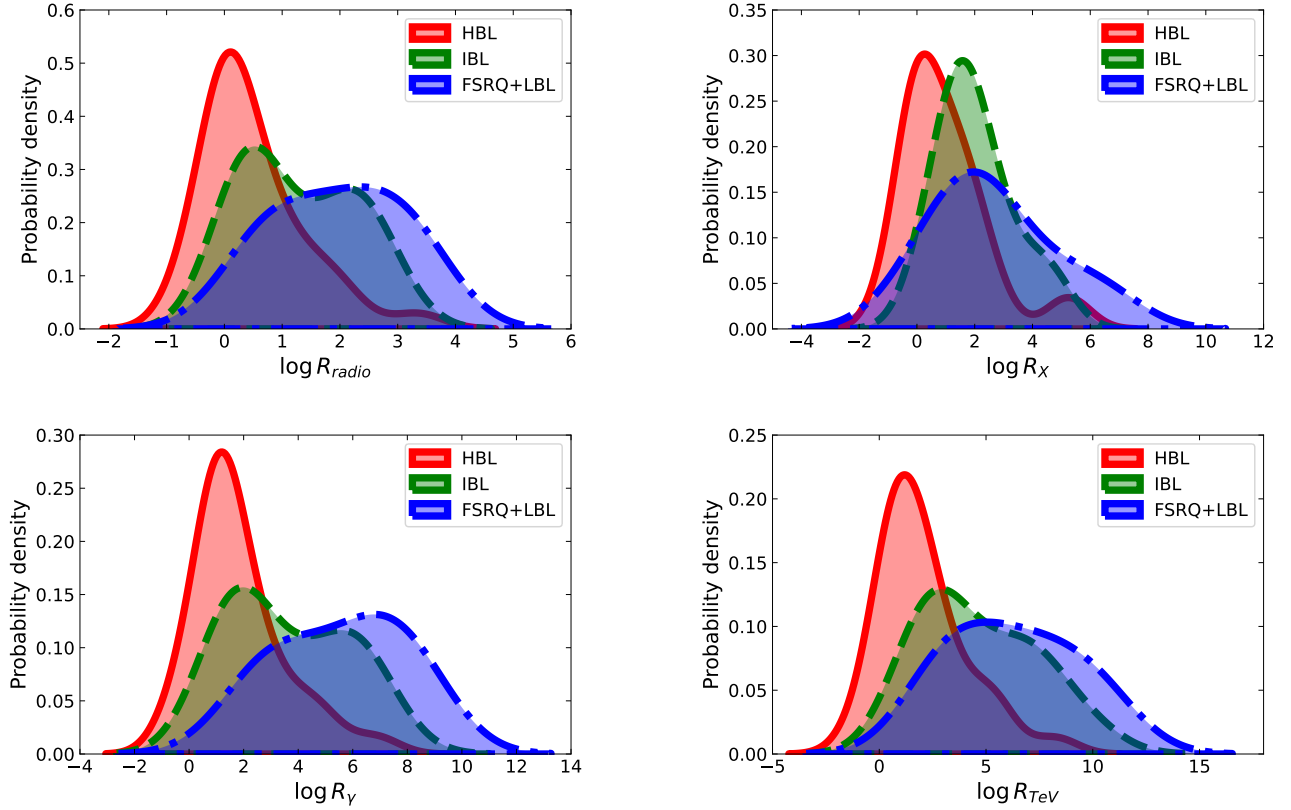 0.6
0.5
0.4
0.3
0.2
0.1
0.0
Probability density
HBL
IBL
FSRQ+LBL
−2 −1 0 1 2 3 4 5 6
log R_radio
0.35
0.30
0.25
0.20
0.15
0.10
0.05
0.00
Probability density
HBL
IBL
FSRQ+LBL
−4 −2 0 2 4 6 8 10 12
log R_X
0.30
0.25
0.20
0.15
0.10
0.05
0.00
Probability density
HBL
IBL
FSRQ+LBL
−4 −2 0 2 4 6 8 10 12 14
log R_γ
0.25
0.20
0.15
0.10
0.05
0.00
Probability density
HBL
IBL
FSRQ+LBL
−5 0 5 10 15
log R_TeV